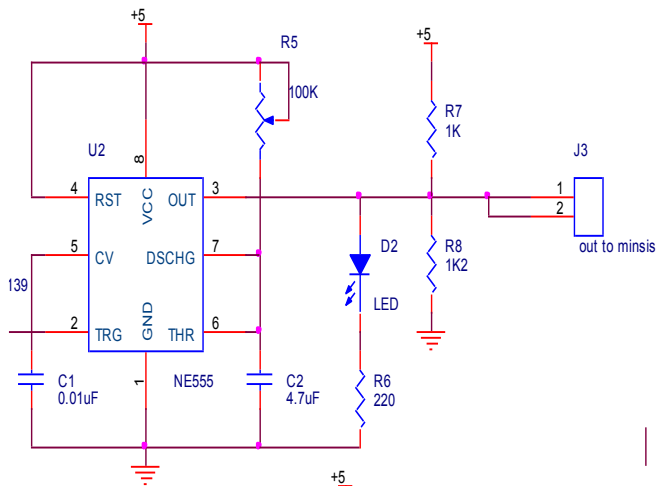 +5
R5
100K
+5
R7
1K
U2
8
VCC
4
RST
OUT
3
J3
1
2
5
CV
DSCHG
7
D2
LED
R8
1K2
out to minsis
139
2
TRG
GND
THR
6
1
NE555
C1
0.01uF
C2
4.7uF
R6
220
+5